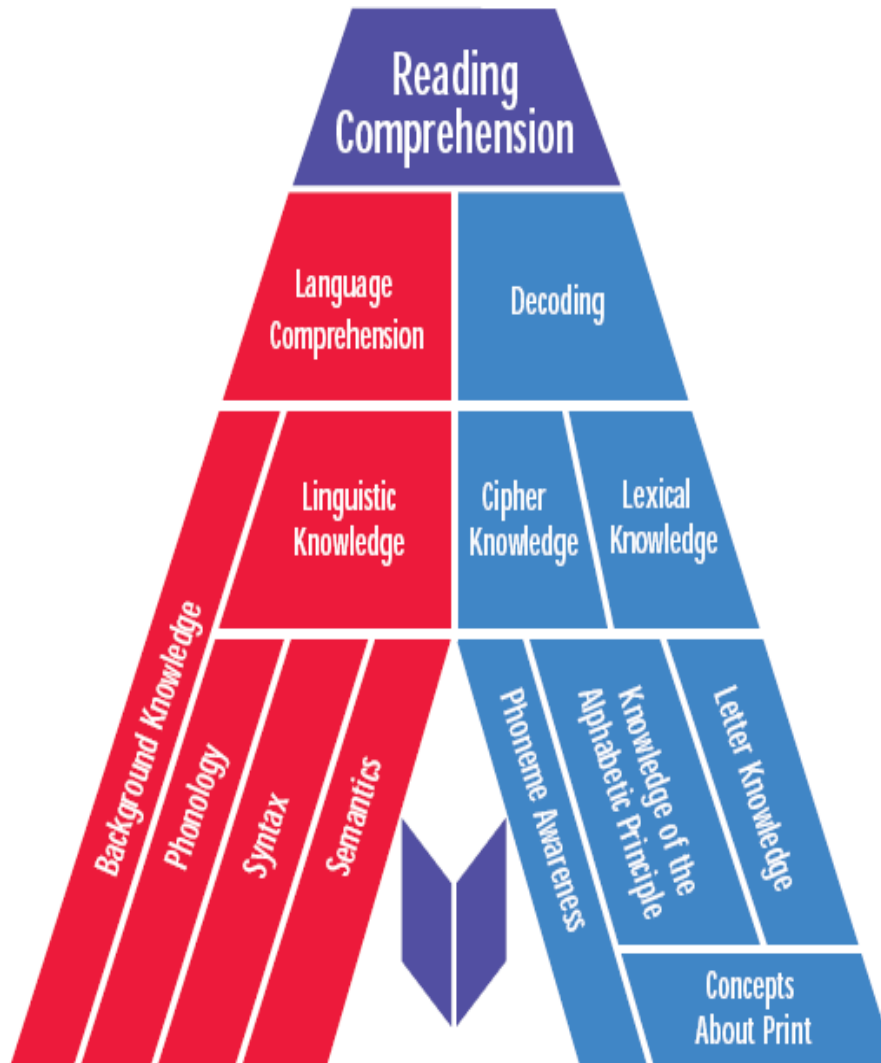 Reading
Comprehension
Language
Comprehension
Decoding
Background Knowledge
Linguistic
Knowledge
Cipher
Knowledge
Lexical
Knowledge
Phonology
Syntax
Semantics
Phoneme Awareness
Knowledge of the
Alphabetic Principle
Letter Knowledge
Concepts
About Print